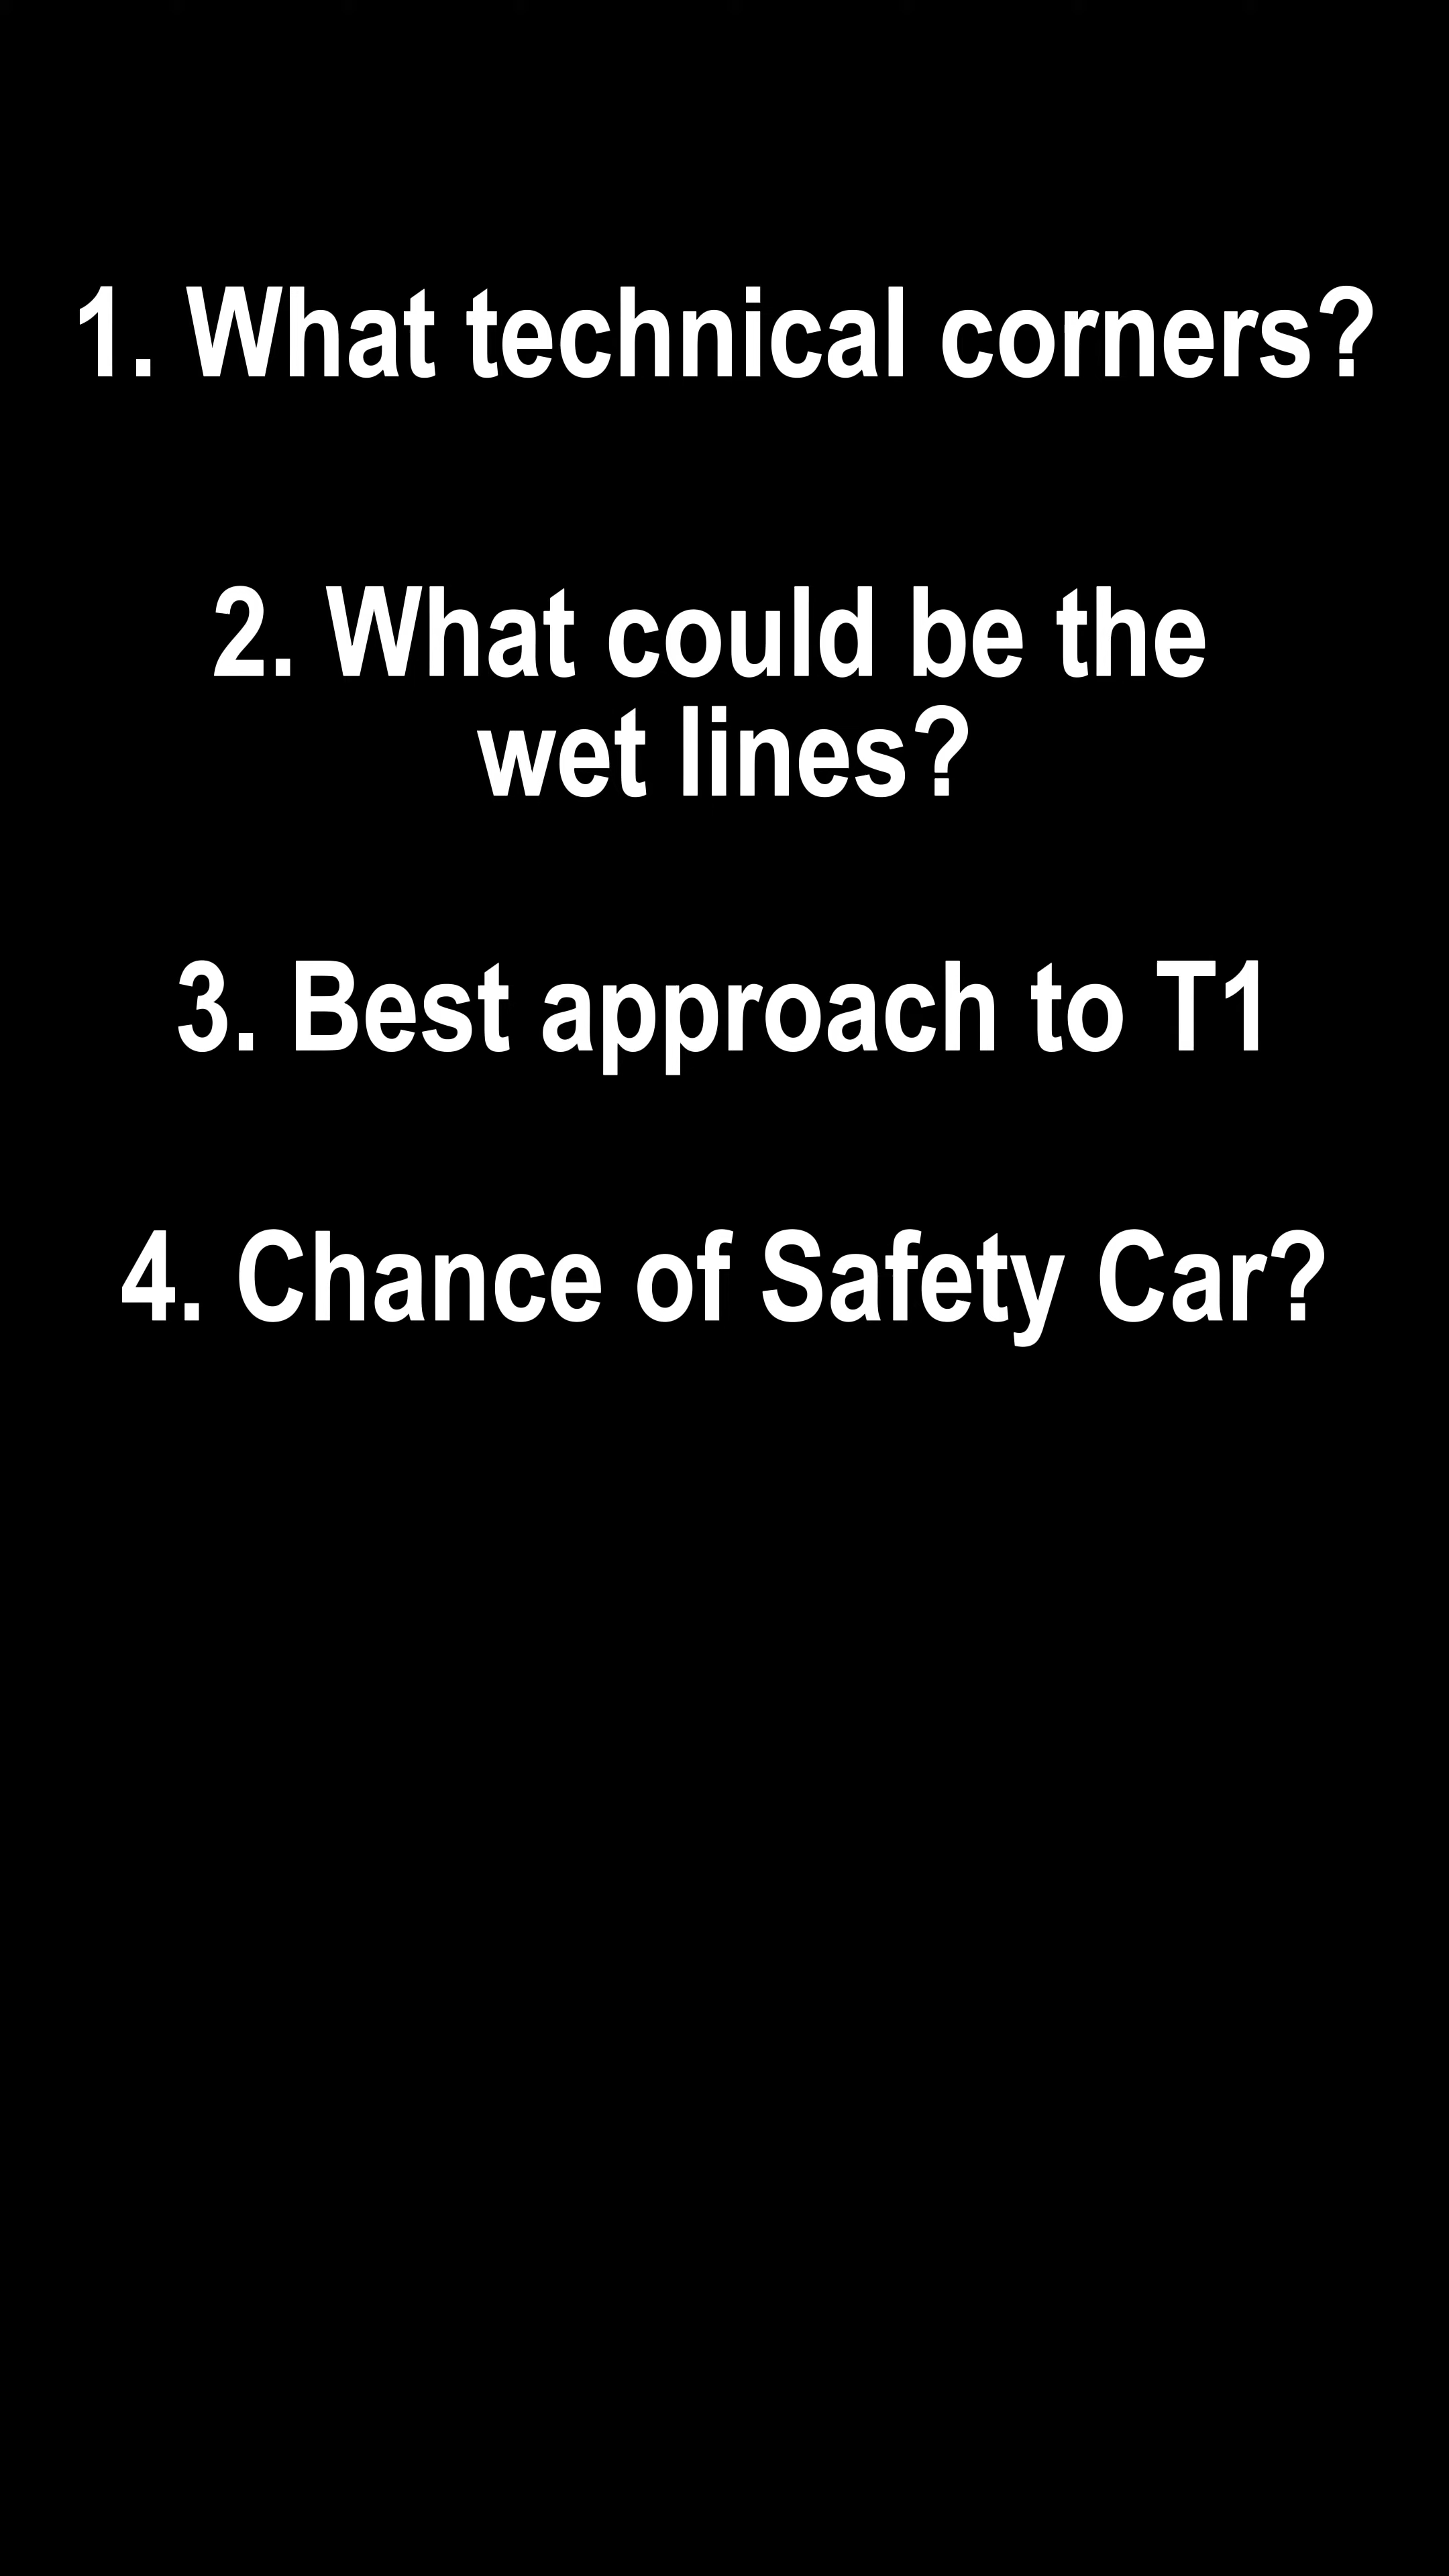 1. What technical corners?
2. What could be the
wet lines?
3. Best approach to T1
4. Chance of Safety Car?